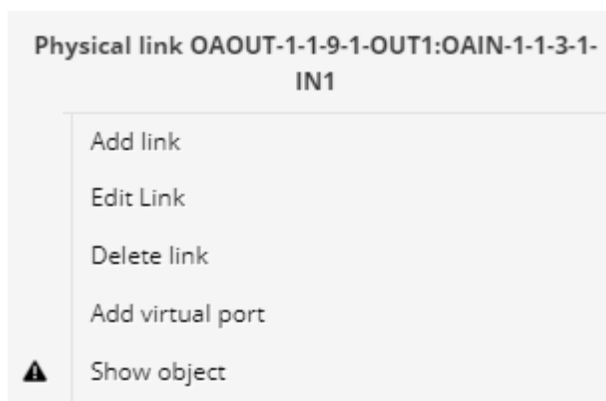 Physical link OAOUT-1-1-9-1-OUT1:OAIN-1-1-3-1-
IN1
Add link
Edit Link
Delete link
Add virtual port
Show object